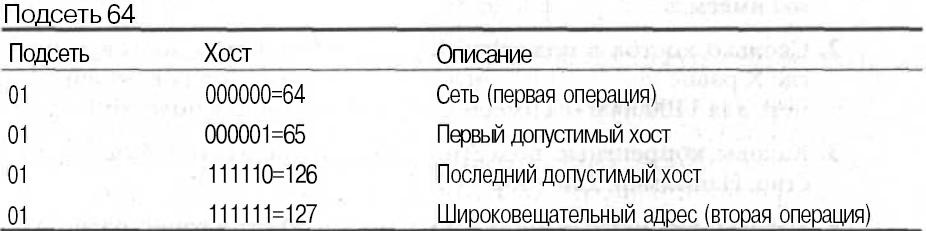 Подсеть 64
Подсеть Хост Описание
01 000000=64 Сеть (первая операция)
01 000001=65 Первый допустимый хост
01 111110=126 Последний допустимый хост
01 111111=127 Широковещательный адрес (вторая операция)